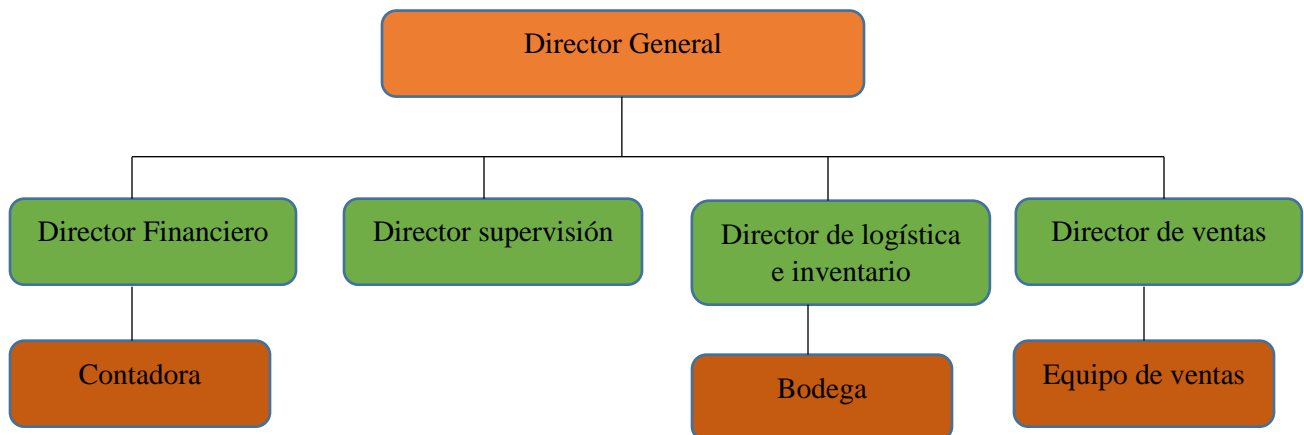 Director General
Director Financiero
Director supervisión
Director de logística
e inventario
Director de ventas
Contadora
Bodega
Equipo de ventas